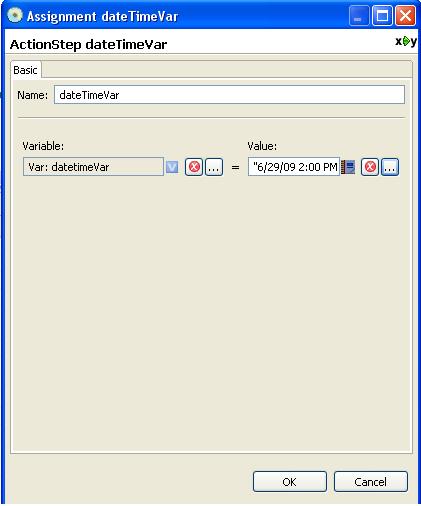 Assignment dateTimeVar
ActionStep dateTimeVar
x y
Basic
Name: dateTimeVar
Variable: Value:
Var: datetimeVar V ... = "6/29/09 2:00 PM ...
OK Cancel